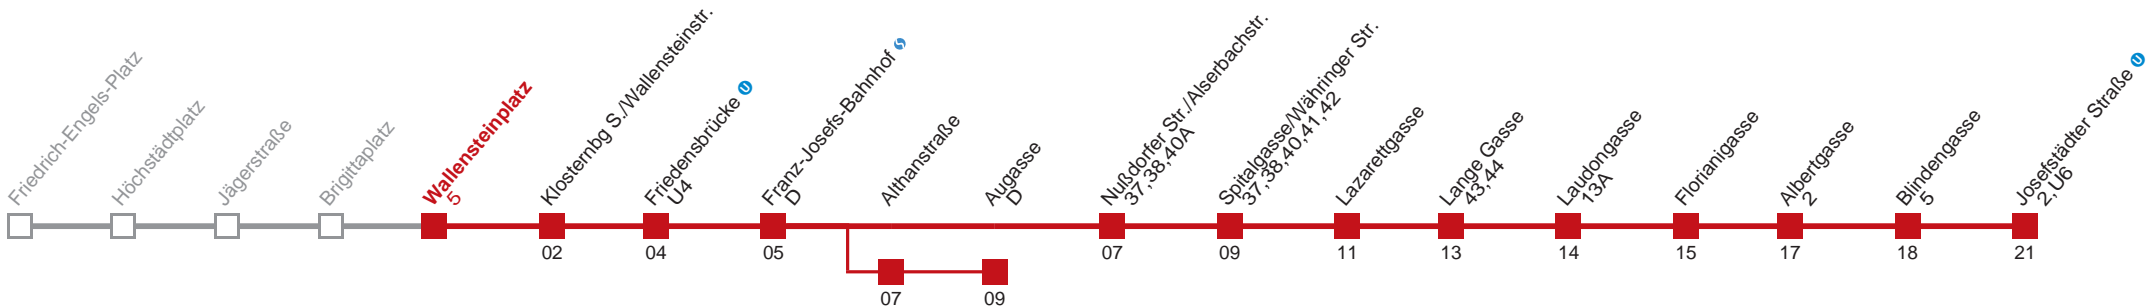 Friedrich-Engels-Platz
Höchstädtplatz
Jägerstraße
Brigittaplatz
Wallensteinplatz
5
Klosternbg S./Wallensteinstr.
Friedensbrücke U
U4
Franz-Josefs-Bahnhof S
D
Althanstraße
Augasse
D
Nußdorfer Str./Alserbachstr.
37,38,40A
Spitalgasse/Währinger Str.
37,38,40,41,42
Lazarettgasse
Lange Gasse
43,44
Laudongasse
13A
Florianigasse
Albertgasse
2
Blindengasse
5
Josefstädter Straße U
2,U6
02
04
05
07
09
11
13
14
15
17
18
21
07
09